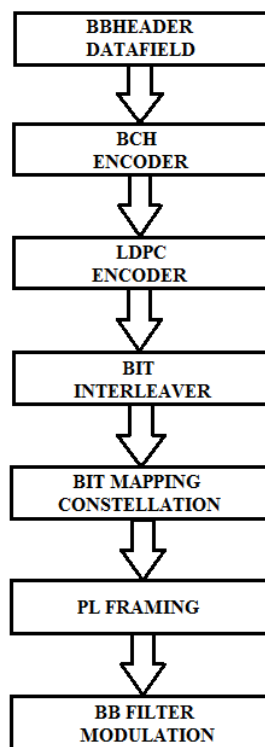 BBHEADER
DATAFIELD
BCH
ENCODER
LDPC
ENCODER
BIT
INTERLEAVER
BIT MAPPING
CONSTELLATION
PL FRAMING
BB FILTER
MODULATION